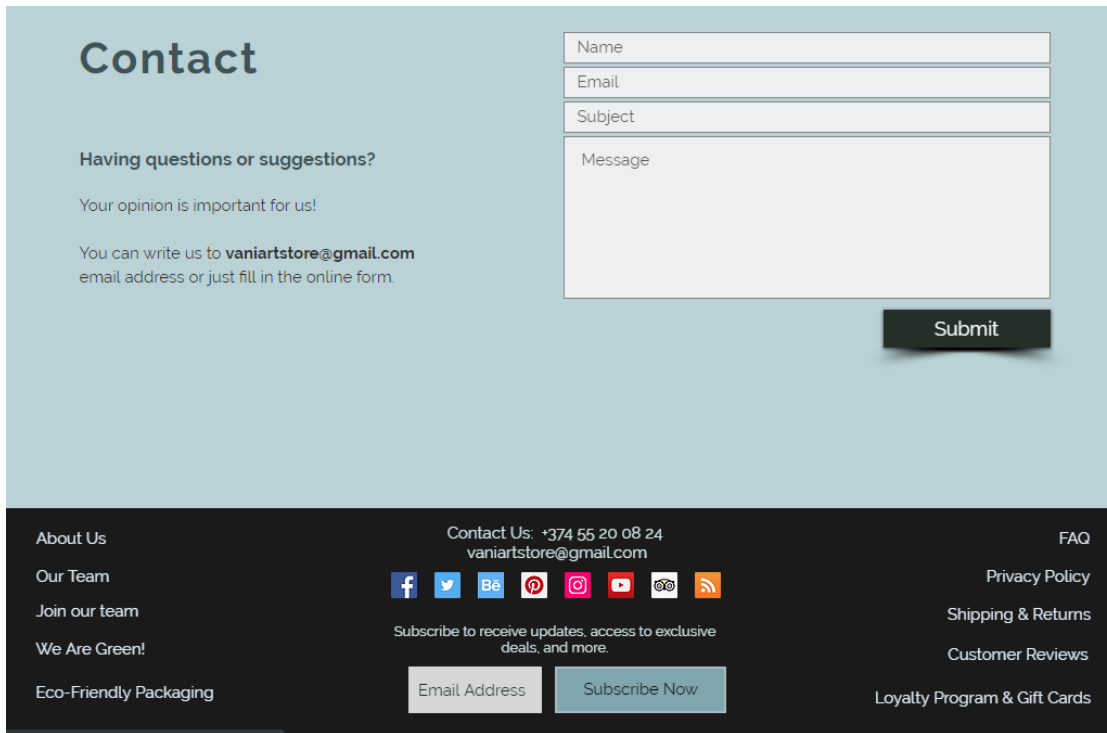 Contact
Having questions or suggestions?
Your opinion is important for us!
You can write us to vaniartstore@gmail.com
email address or just fill in the online form.
Name
Email
Subject
Message
Submit
About Us
Our Team
Join our team
We Are Green!
Eco-Friendly Packaging
Contact Us: +374 55 20 08 24
vaniartstore@gmail.com
Bē
Subscribe to receive updates, access to exclusive
deals, and more.
Email Address
Subscribe Now
FAQ
Privacy Policy
Shipping & Returns
Customer Reviews
Loyalty Program & Gift Cards